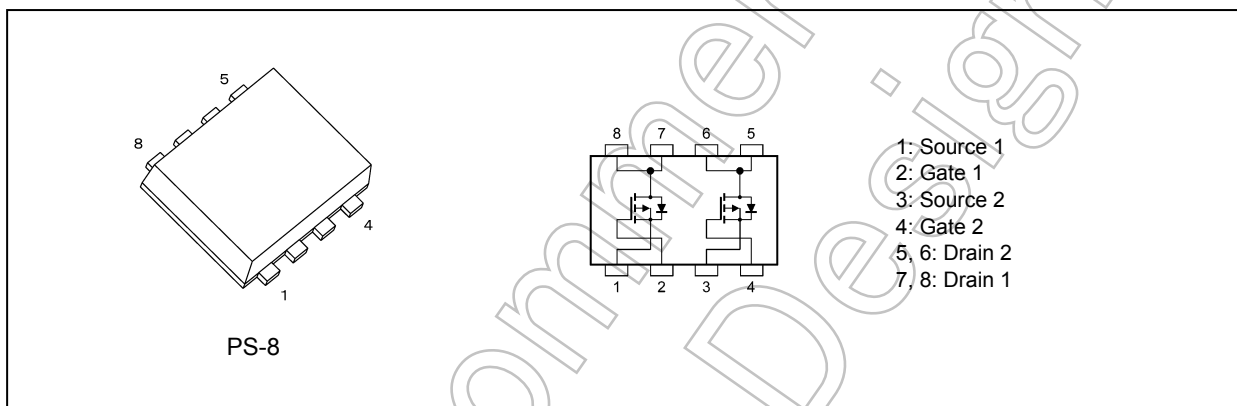 5
8
4
1
PS-8
8 7 6 5
1 2 3 4
1: Source 1
2: Gate 1
3: Source 2
4: Gate 2
5, 6: Drain 2
7, 8: Drain 1